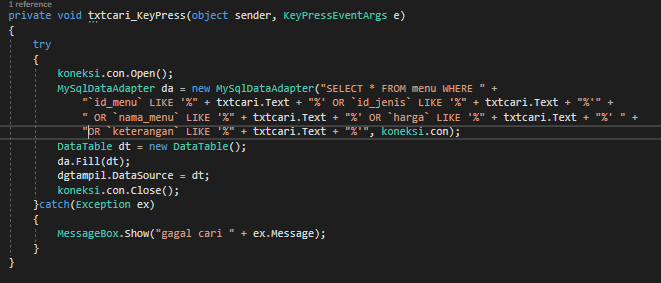 1 reference
private void txtcari_KeyPress(object sender, KeyPressEventArgs e)
{
try
{
koneksi.con.Open();
MySqlDataAdapter da = new MySqlDataAdapter("SELECT * FROM menu WHERE " +
"`id_menu` LIKE '%" + txtcari.Text + "%' OR `id_jenis` LIKE '%" + txtcari.Text + "%'" +
" OR `nama_menu` LIKE '%" + txtcari.Text + "%' OR `harga` LIKE '%" + txtcari.Text + "%' " +
"OR `keterangan` LIKE '%" + txtcari.Text + "%'", koneksi.con);
DataTable dt = new DataTable();
da.Fill(dt);
dgtampil.DataSource = dt;
koneksi.con.Close();
}catch(Exception ex)
{
MessageBox.Show("gagal cari " + ex.Message);
}
}